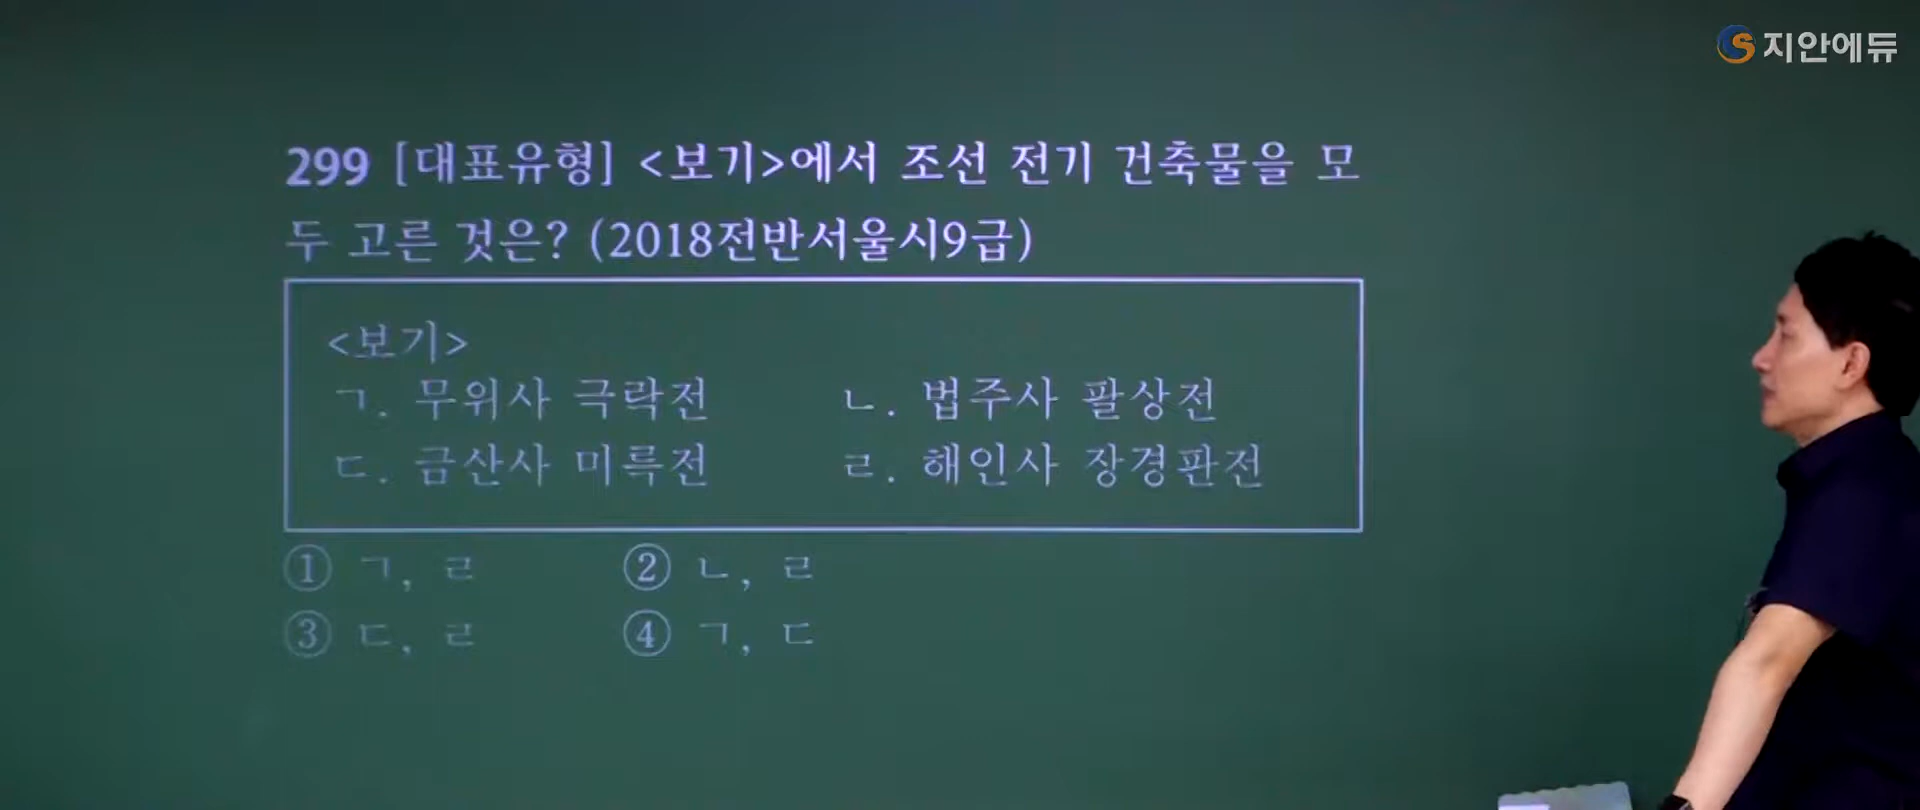 지안에듀
299 [대표유형] <보기>에서 조선 전기 건축물을 모
두 고른 것은? (2018전반서울시9급)
<보기>
ㄱ. 무위사 극락전 ㄴ. 법주사 팔상전
ㄷ. 금산사 미륵전 ㄹ. 해인사 장경판전
① ㄱ, ㄹ ② ㄴ, ㄹ
③ ㄷ, ㄹ ④ ㄱ, ㄷ